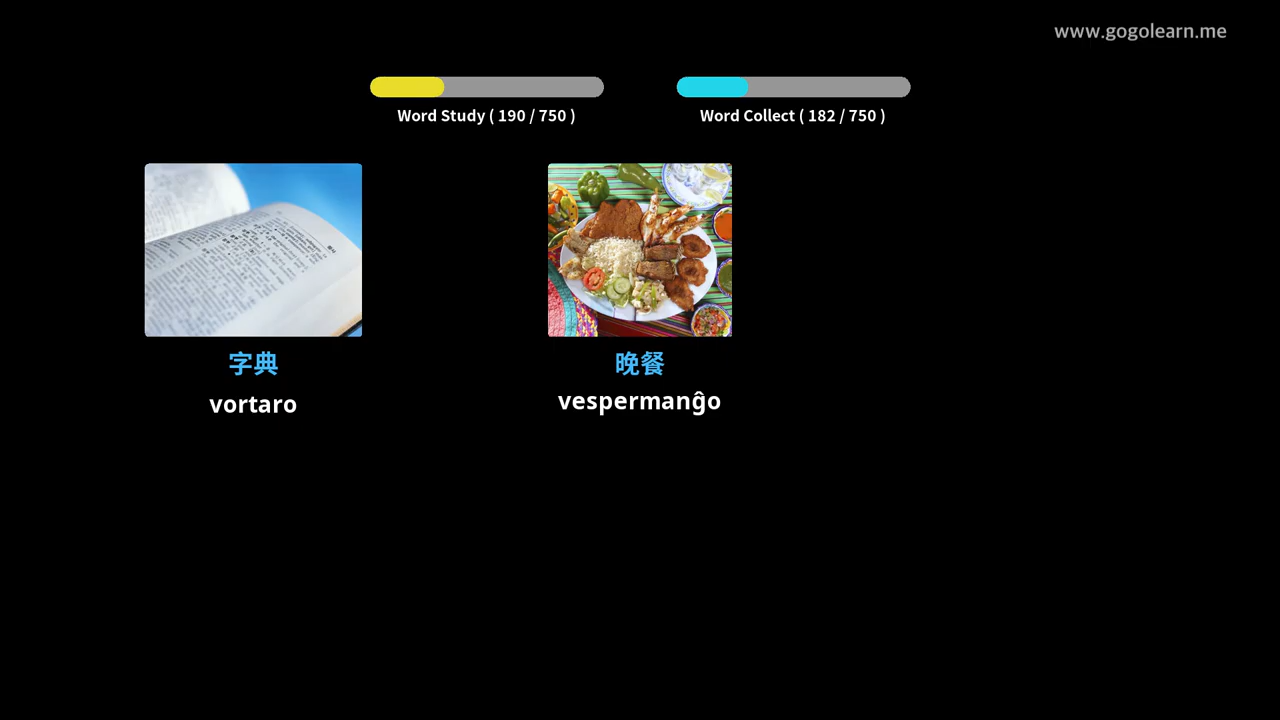 www.gogolearn.me
Word Study ( 190 / 750 )
Word Collect ( 182 / 750 )
字典
vortaro
晚餐
vespermanĝo